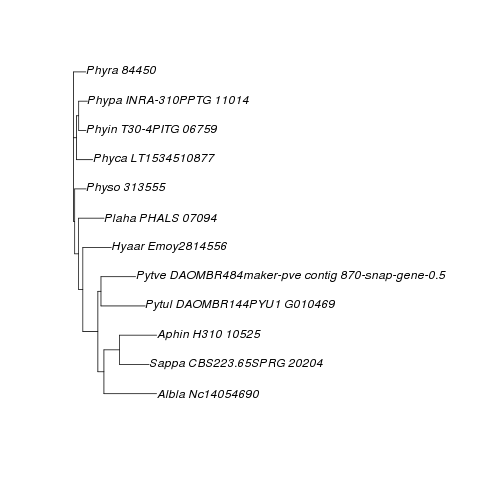 Phyra 84450
Phypa INRA-310PPTG 11014
Phyin T30-4PITG 06759
Phyca LT1534510877
Physo 313555
Plaha PHALS 07094
Hyaar Emoy2814556
Pytve DAOMBR484maker-pve contig 870-snap-gene-0.5
Pytul DAOMBR144PYU1 G010469
Aphin H310 10525
Sappa CBS223.65SPRG 20204
Albla Nc14054690